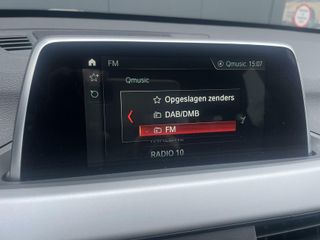 FM
Qmusic 15:07
Qmusic
Opgeslagen zenders
DAB/DMB
FM
RADIO 10